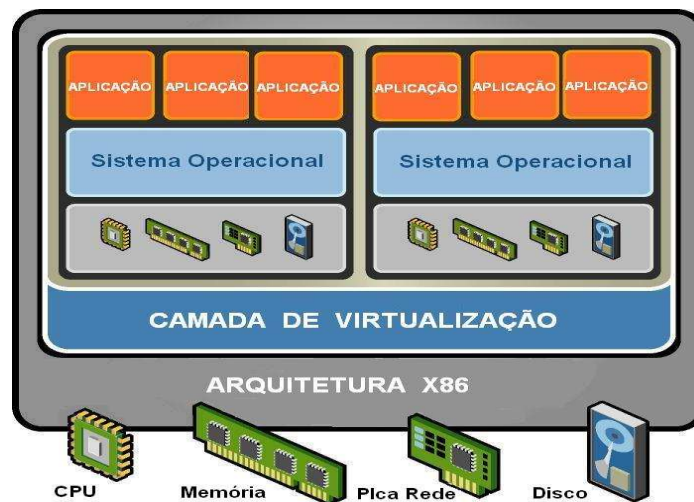 APLICAÇÃO APLICAÇÃO APLICAÇÃO APLICAÇÃO APLICAÇÃO APLICAÇÃO
Sistema Operacional Sistema Operacional
CAMADA DE VIRTUALIZAÇÃO
ARQUITETURA X86
CPU Memória Plca Rede Disco